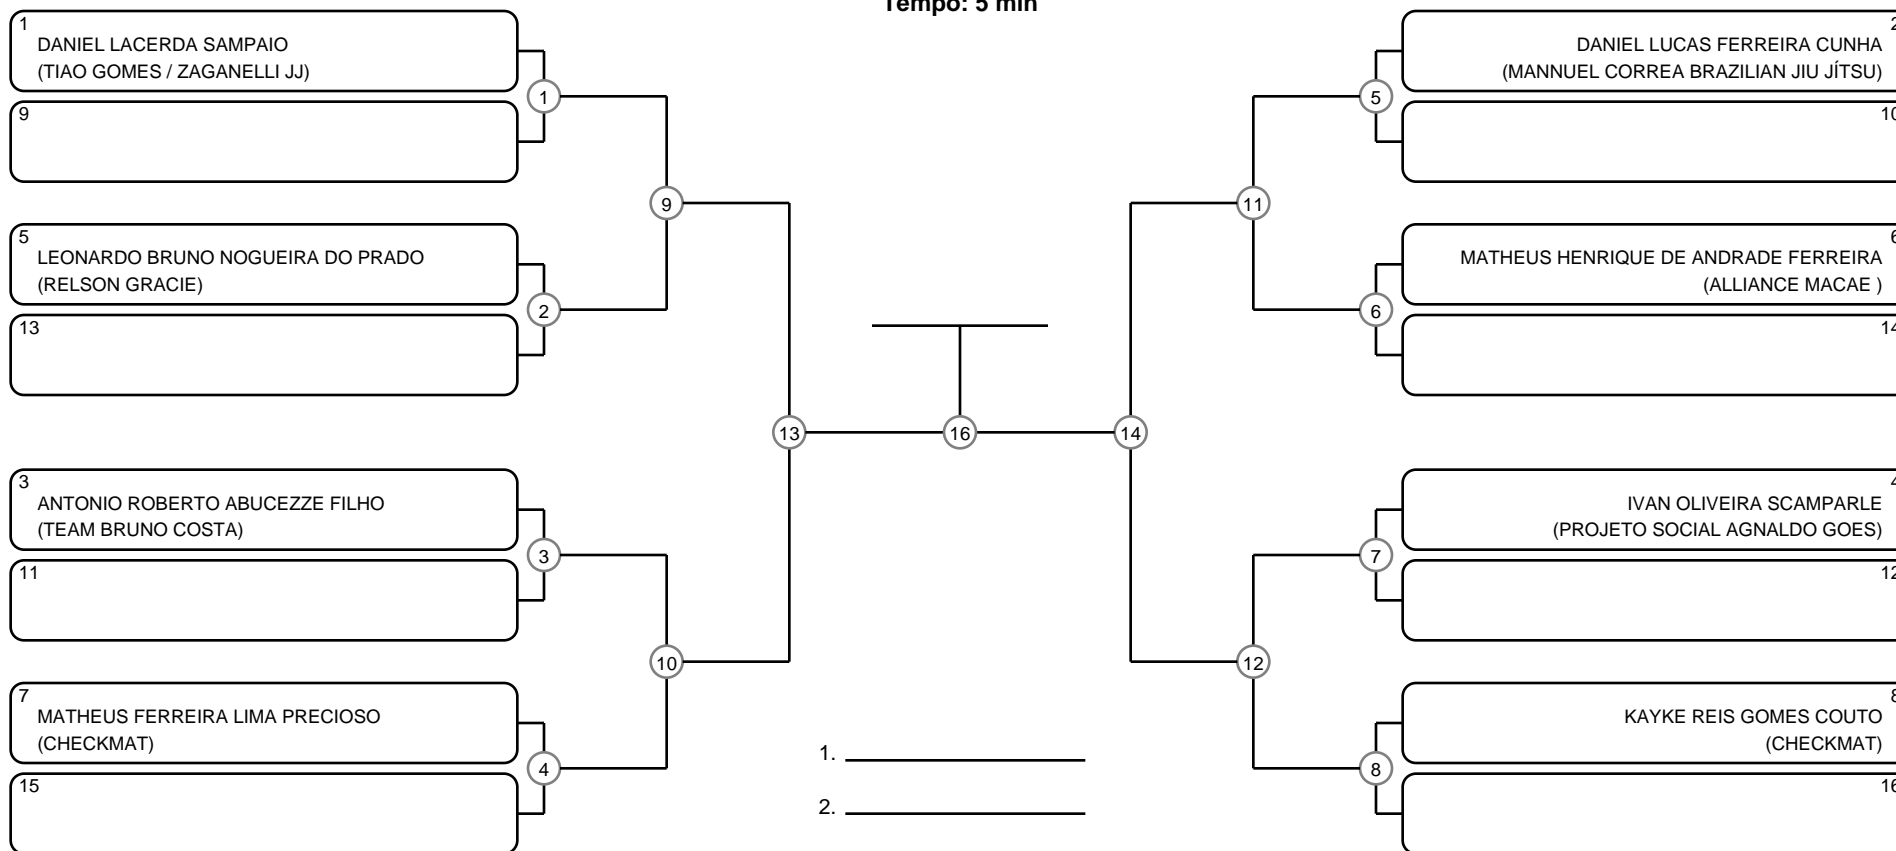 Tempo: 5 min
1
DANIEL LACERDA SAMPAIO
(TIAO GOMES / ZAGANELLI JJ)
9
1
5
LEONARDO BRUNO NOGUEIRA DO PRADO
(RELSON GRACIE)
13
2
9
3
ANTONIO ROBERTO ABUCEZZE FILHO
(TEAM BRUNO COSTA)
11
3
7
MATHEUS FERREIRA LIMA PRECIOSO
(CHECKMAT)
15
4
10
13
16
14
1.
2.
2
DANIEL LUCAS FERREIRA CUNHA
(MANNUEL CORREA BRAZILIAN JIU JÍTSU)
10
5
6
MATHEUS HENRIQUE DE ANDRADE FERREIRA
(ALLIANCE MACAE )
14
6
11
4
IVAN OLIVEIRA SCAMPARLE
(PROJETO SOCIAL AGNALDO GOES)
12
7
8
KAYKE REIS GOMES COUTO
(CHECKMAT)
16
8
12